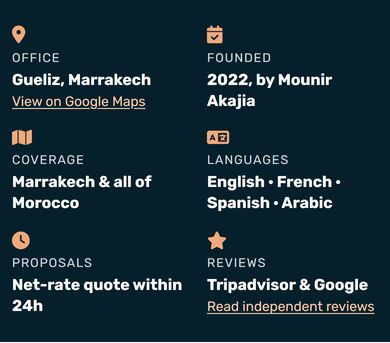 OFFICE
Gueliz, Marrakech
View on Google Maps
FOUNDED
2022, by Mounir
Akajia
COVERAGE
Marrakech & all of
Morocco
LANGUAGES
English • French •
Spanish • Arabic
PROPOSALS
Net-rate quote within
24h
REVIEWS
Tripadvisor & Google
Read independent reviews